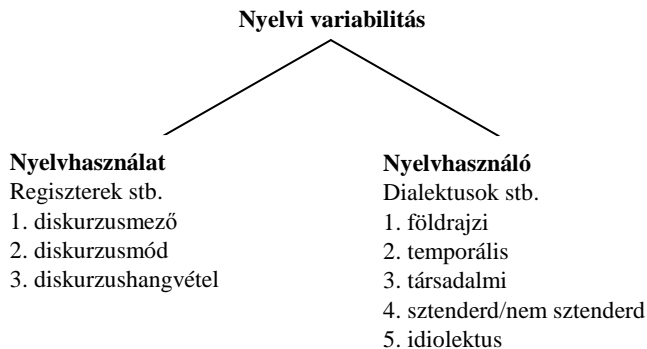 Nyelvi variabilitás
Nyelvhasználat
Regiszterek stb.
1. diskurzusmező
2. diskurzusmód
3. diskurzushangvétel
Nyelvhasználó
Dialektusok stb.
1. földrajzi
2. temporális
3. társadalmi
4. sztenderd/nem sztenderd
5. idiolektus